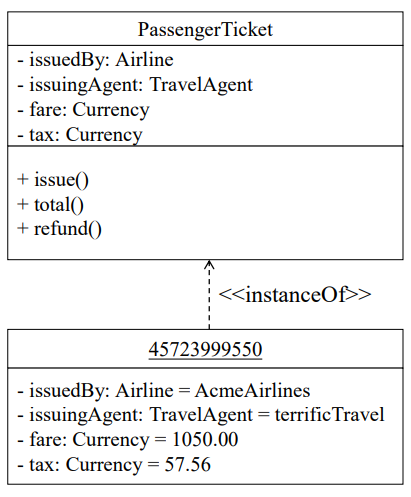 PassengerTicket
- issuedBy: Airline
- issuingAgent: TravelAgent
- fare: Currency
- tax: Currency
+ issue()
+ total()
+ refund()
<<instanceOf>>
45723999550
- issuedBy: Airline = AcmeAirlines
- issuingAgent: TravelAgent = terrificTravel
- fare: Currency = 1050.00
- tax: Currency = 57.56